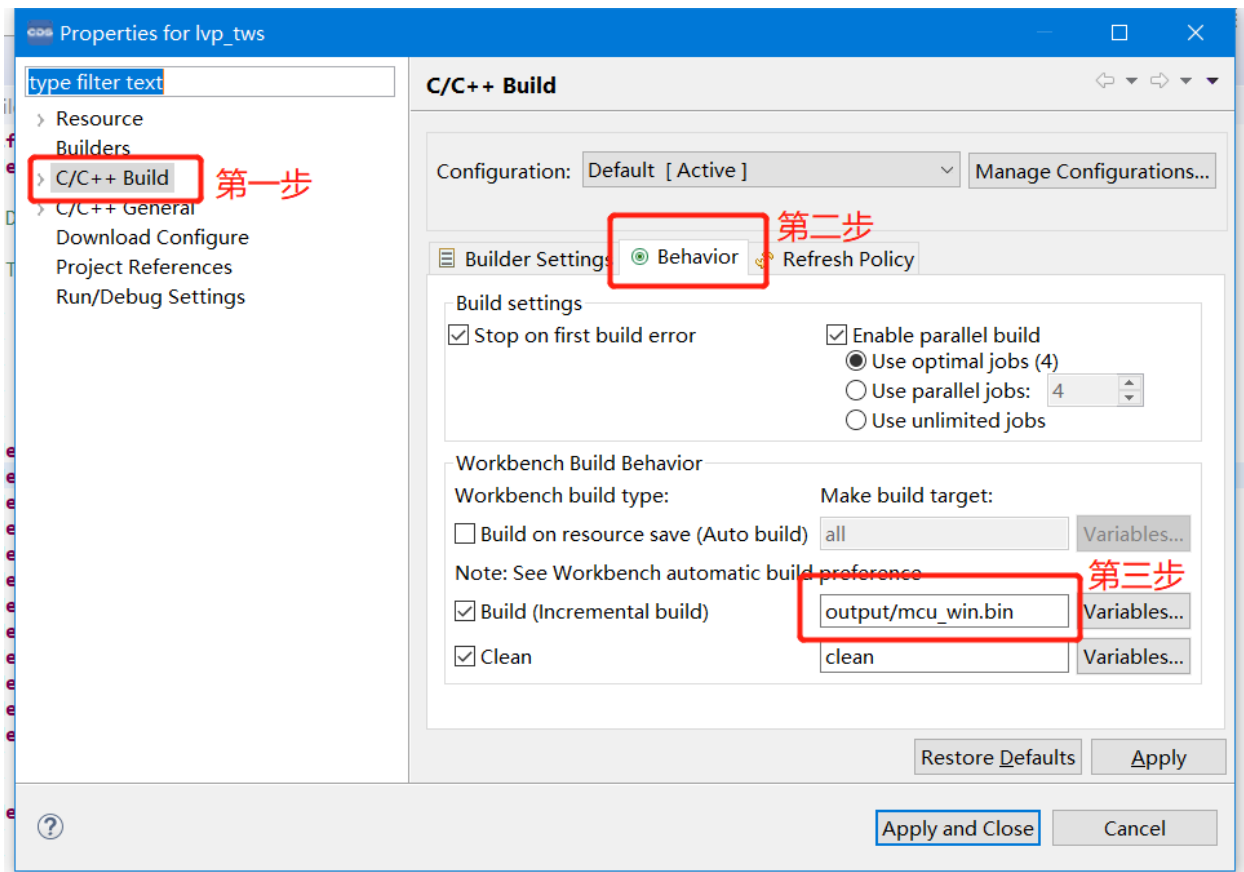 CDS Properties for lvp_tws
type filter text
Resource
Builders
C/C++ Build
第一步
C/C++ General
Download Configure
Project References
Run/Debug Settings
C/C++ Build
Configuration: Default [ Active ] Manage Configurations...
第二步
Builder Settings Behavior Refresh Policy
Build settings
Stop on first build error Enable parallel build
Use optimal jobs (4)
Use parallel jobs: 4
Use unlimited jobs
Workbench Build Behavior
Workbench build type: Make build target:
Build on resource save (Auto build) all Variables...
Note: See Workbench automatic build preference
第三步
Build (Incremental build) output/mcu_win.bin Variables...
Clean clean Variables...
Restore Defaults Apply
? Apply and Close Cancel